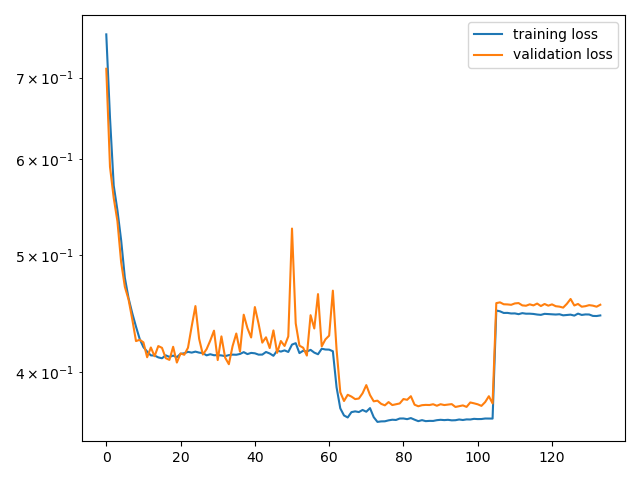 training loss
validation loss
7 × 10⁻¹
6 × 10⁻¹
5 × 10⁻¹
4 × 10⁻¹
0 20 40 60 80 100 120